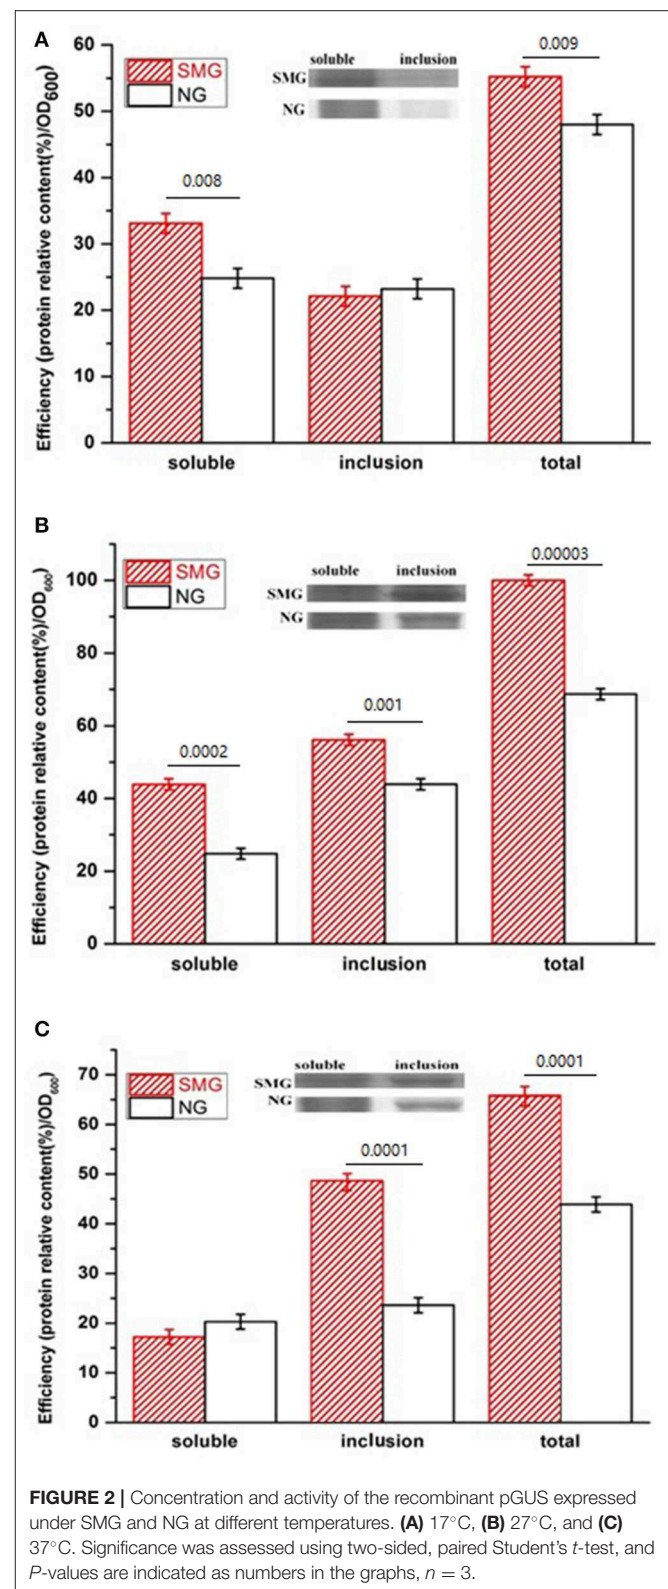 A
Efficiency (protein relative content(%)/OD600
60
50
40
30
20
10
0
SMG
NG
soluble inclusion
SMG
NG
0.008
0.009
soluble inclusion total
B
Efficiency (protein relative content(%)/OD600
100
80
60
40
20
0
SMG
NG
soluble inclusion
SMG
NG
0.0002
0.001
0.00003
soluble inclusion total
C
Efficiency (protein relative content(%)/OD600
70
60
50
40
30
20
10
0
SMG
NG
soluble inclusion
SMG
NG
0.0001
0.0001
soluble inclusion total
FIGURE 2 | Concentration and activity of the recombinant pGUS expressed
under SMG and NG at different temperatures. (A) 17°C, (B) 27°C, and (C)
37°C. Significance was assessed using two-sided, paired Student's t-test, and
P-values are indicated as numbers in the graphs, n = 3.